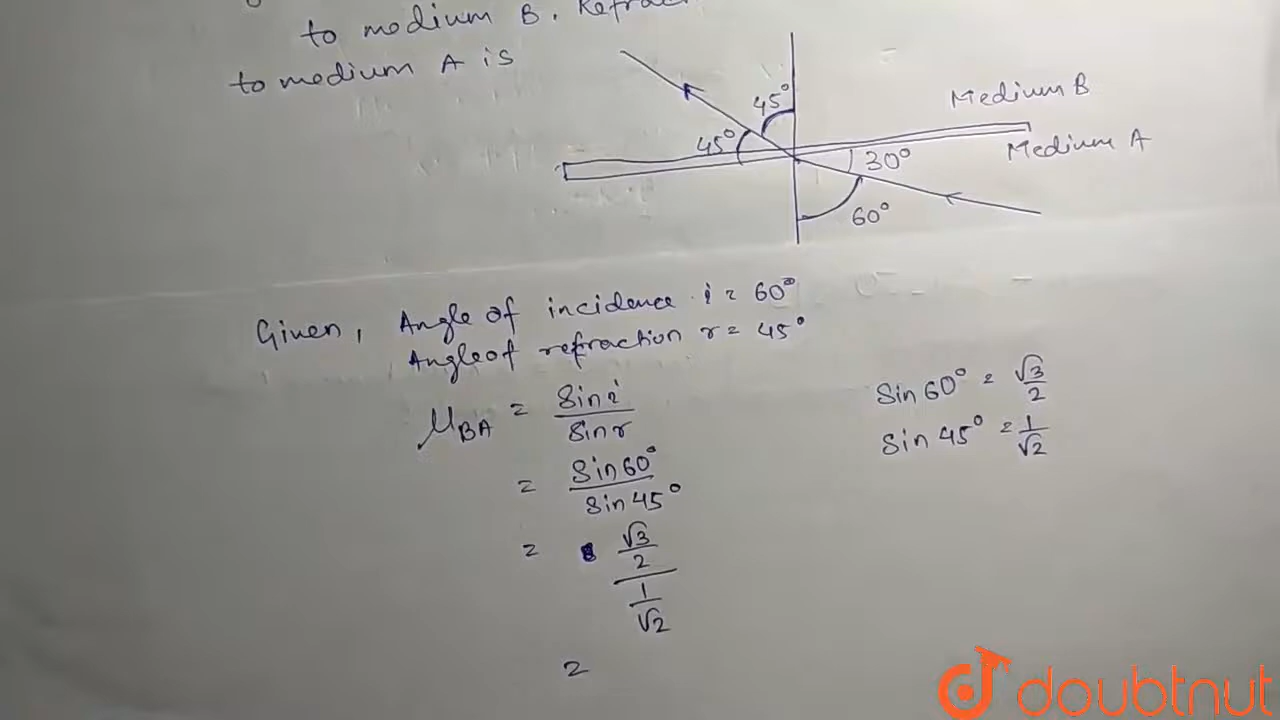 to medium B. Refrac
to medium A is
45°
Medium B
45°
Medium A
30°
60°
Given, Angle of incidence i = 60°
Angle of refraction r = 45°
μBA = Sin i / Sin r
Sin 60° = √3/2
Sin 45° = 1/√2
= Sin 60° / Sin 45°
= √3/2 / 1/√2
=
doubtnut